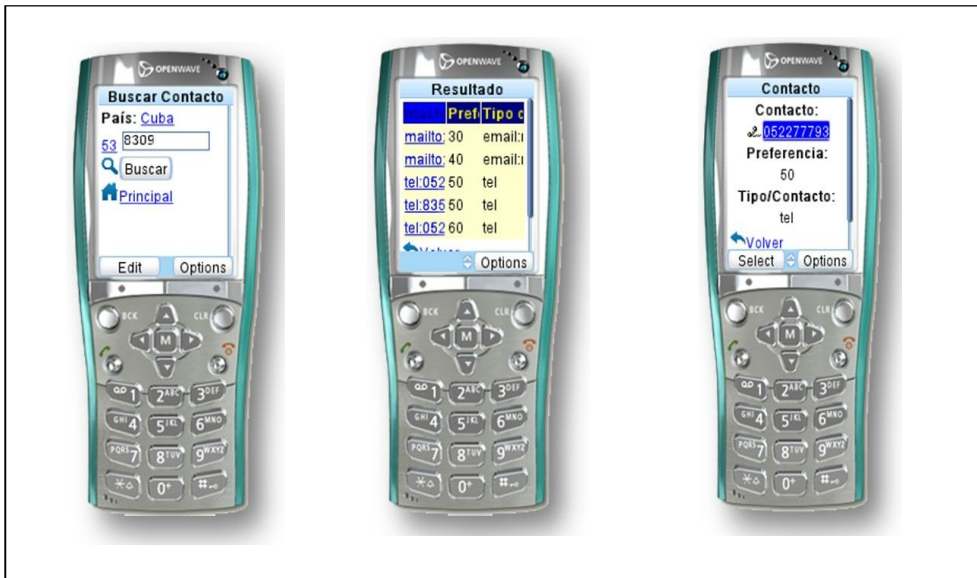 OPENWAVE
Buscar Contacto
País: Cuba
53 8309
Buscar
Principal
Edit Options
BCK CLR
M
1 2ABC 3DEF
GHI4 5JKL 6MNO
PQRS7 8TUV 9WXYZ
0+ #
OPENWAVE
Resultado
Pref Tipo c
mailto: 30 email:
mailto: 40 email:
tel:052 50 tel
tel:835 50 tel
tel:052 60 tel
Volver
Options
BCK CLR
M
1 2ABC 3DEF
GHI4 5JKL 6MNO
PQRS7 8TUV 9WXYZ
0+ #
OPENWAVE
Contacto
Contacto:
052277793
Preferencia:
50
Tipo/Contacto:
tel
Volver
Select Options
BCK CLR
M
1 2ABC 3DEF
GHI4 5JKL 6MNO
PQRS7 8TUV 9WXYZ
0+ #